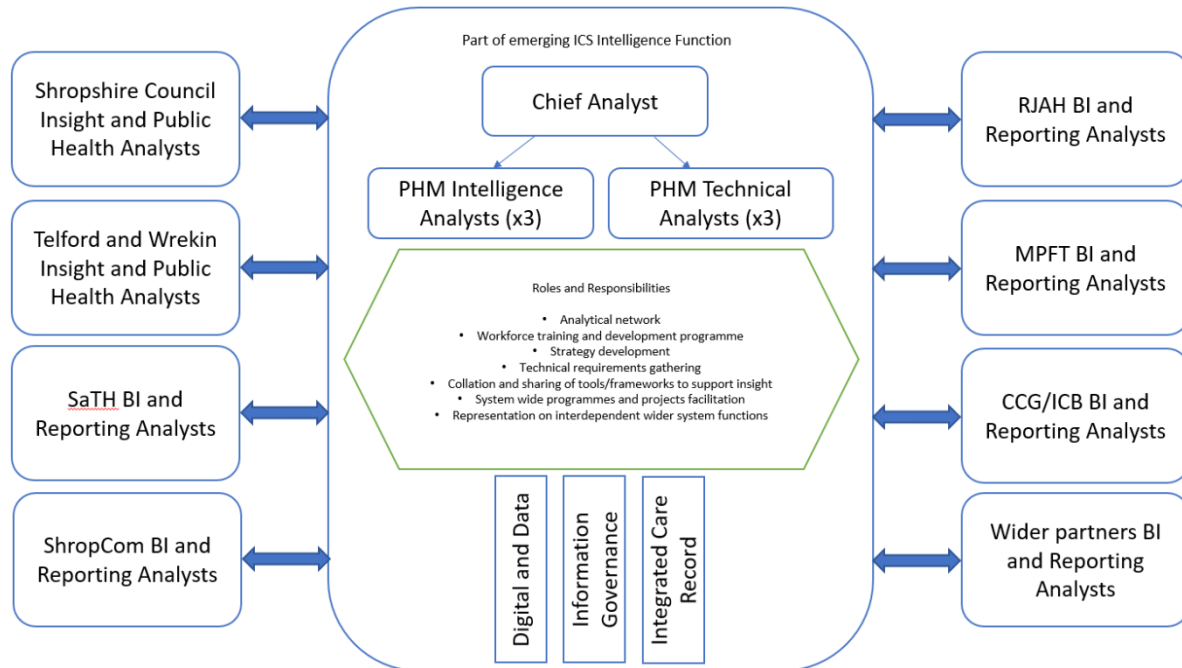 Part of emerging ICS Intelligence Function
Shropshire Council
Insight and Public
Health Analysts
Telford and Wrekin
Insight and Public
Health Analysts
SaTH BI and
Reporting Analysts
ShropCom BI and
Reporting Analysts
Chief Analyst
PHM Intelligence
Analysts (x3)
PHM Technical
Analysts (x3)
Roles and Responsibilities
• Analytical network
• Workforce training and development programme
• Strategy development
• Technical requirements gathering
• Collation and sharing of tools/frameworks to support insight
• System wide programmes and projects facilitation
• Representation on interdependent wider system functions
Digital and Data
Information
Governance
Integrated Care
Record
RJAH BI and
Reporting Analysts
MPFT BI and
Reporting Analysts
CCG/ICB BI and
Reporting Analysts
Wider partners BI
and Reporting
Analysts